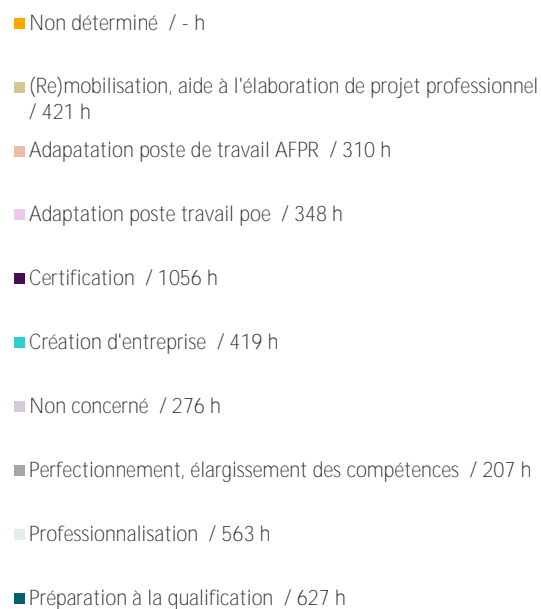 Non déterminé / - h
(Re)mobilisation, aide à l'élaboration de projet professionnel
/ 421 h
Adapatation poste de travail AFPR / 310 h
Adaptation poste travail poe / 348 h
Certification / 1056 h
Création d'entreprise / 419 h
Non concerné / 276 h
Perfectionnement, élargissement des compétences / 207 h
Professionnalisation / 563 h
Préparation à la qualification / 627 h